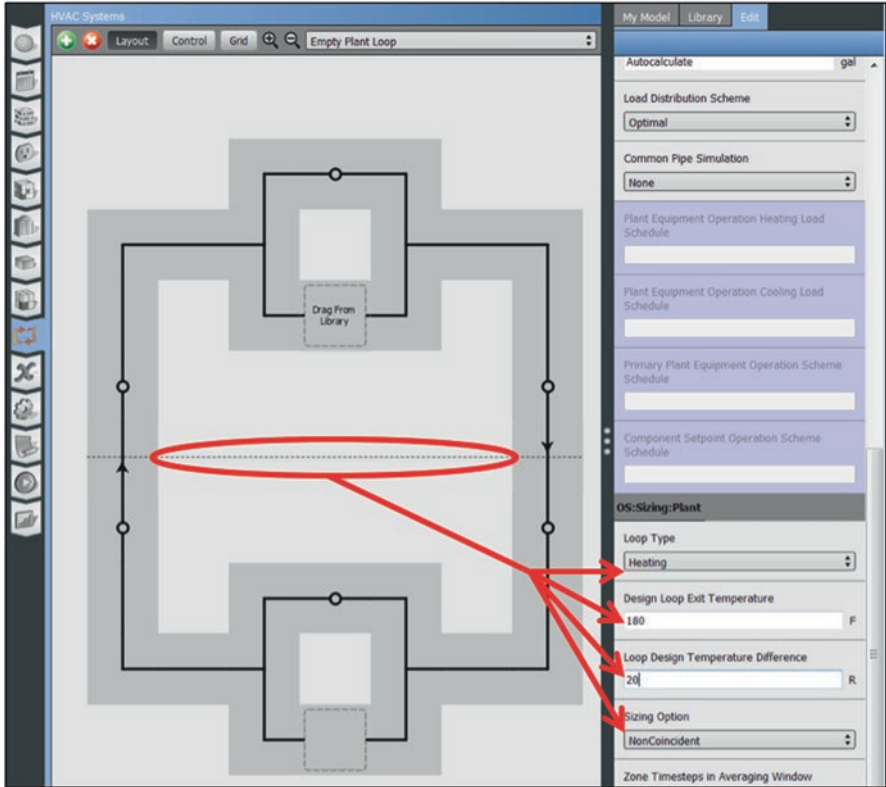 HVAC Systems
My Model
Library
Edit
Layout
Control
Grid
Empty Plant Loop
Autocalculate
gal
Load Distribution Scheme
Optimal
Common Pipe Simulation
None
Plant Equipment Operation Heating Load
Schedule
Plant Equipment Operation Cooling Load
Schedule
Primary Plant Equipment Operation Scheme
Schedule
Component Setpoint Operation Scheme
Schedule
OS:Sizing:Plant
Loop Type
Heating
Design Loop Exit Temperature
180
F
Loop Design Temperature Difference
20
R
Sizing Option
NonCoincident
Zone Timesteps in Averaging Window
Drag From
Library